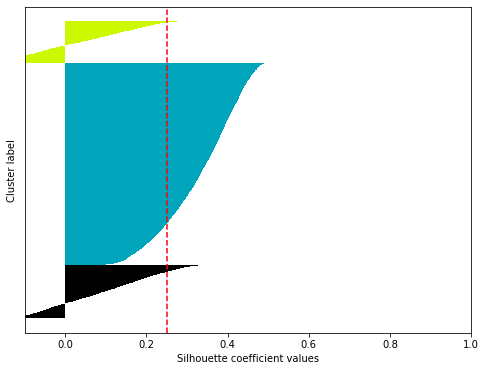 Cluster label
0.0 0.2 0.4 0.6 0.8 1.0
Silhouette coefficient values